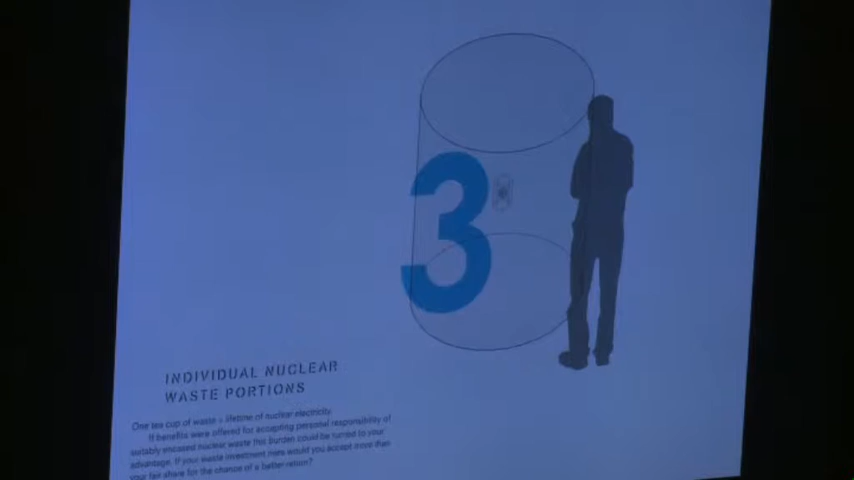 3
INDIVIDUAL NUCLEAR
WASTE PORTIONS
One tea cup of waste = lifetime of nuclear electricity.
If benefits were offered for accepting personal responsibility of
suitably encased nuclear waste this burden could be turned to your
advantage. If your waste investment were would you accept more than
your fair share for the chance of a better return?